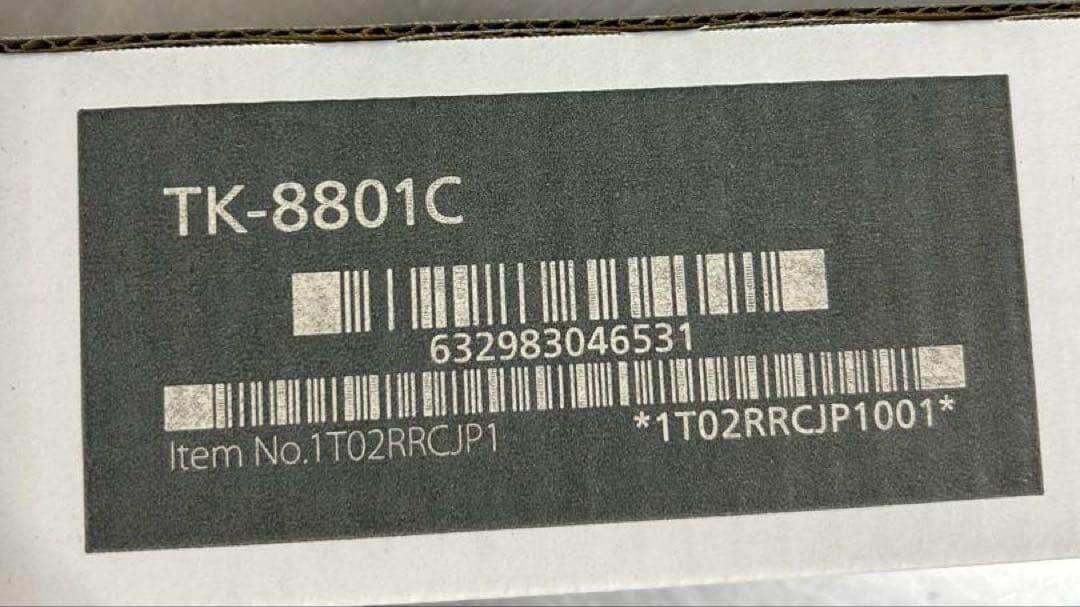 TK-8801C
632983046531
*1T02RRCJP1001*
Item No.1T02RRCJP1